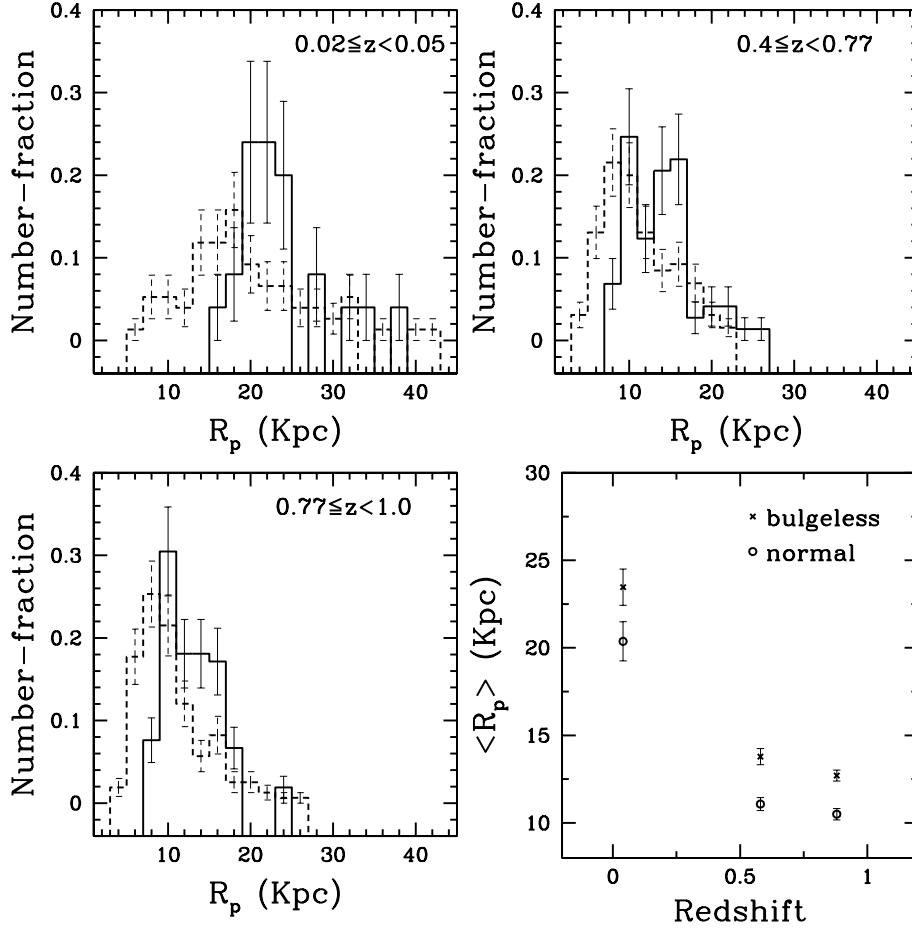 0.4
0.3
0.2
0.1
0
Number-fraction
0.02≦z<0.05
10 20 30 40
R_p (Kpc)
0.4
0.3
0.2
0.1
0
Number-fraction
0.4≦z<0.77
10 20 30 40
R_p (Kpc)
0.4
0.3
0.2
0.1
0
Number-fraction
0.77≦z<1.0
10 20 30 40
R_p (Kpc)
30
25
20
15
10
<R_p> (Kpc)
bulgeless
normal
0 0.5 1
Redshift